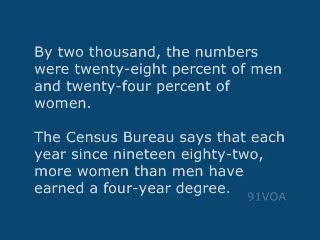 By two thousand, the numbers
were twenty-eight percent of men
and twenty-four percent of
women.
The Census Bureau says that each
year since nineteen eighty-two,
more women than men have
earned a four-year degree.
91VOA